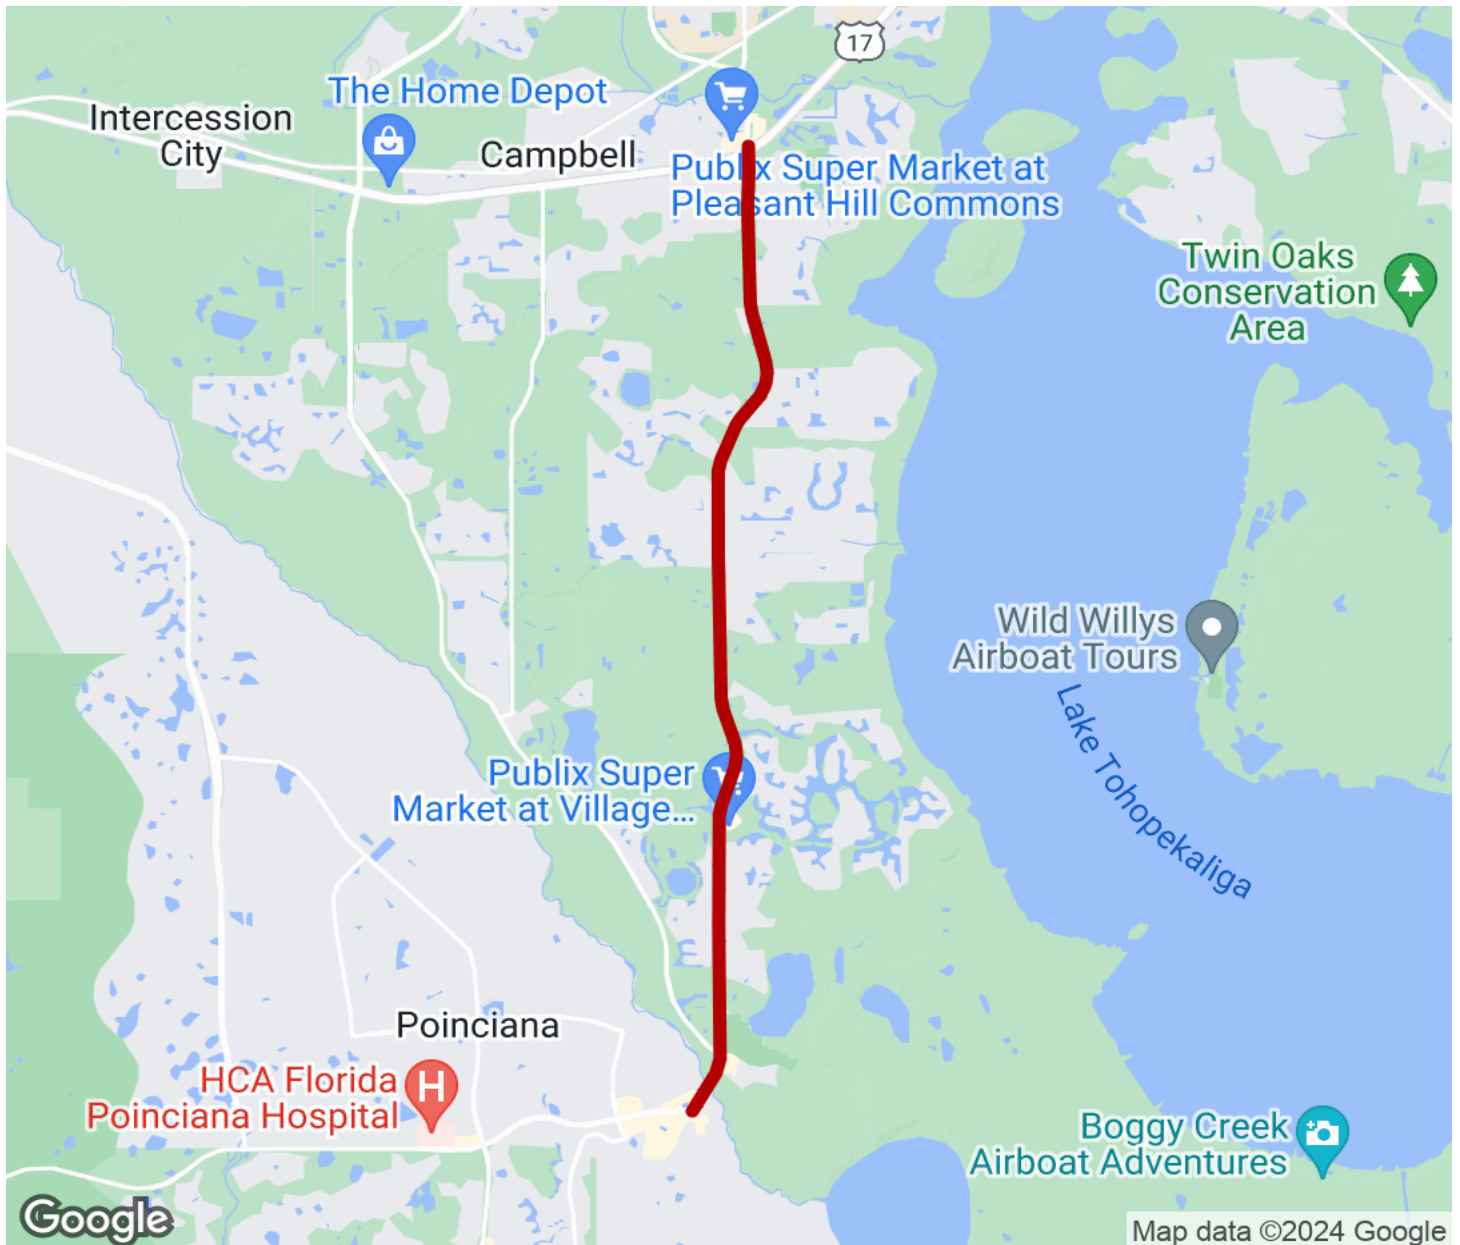 17
The Home Depot
Intercession
City
Campbell
Publix Super Market at
Pleasant Hill Commons
Twin Oaks
Conservation
Area
Wild Willys
Airboat Tours
Lake Tohopekaliga
Publix Super
Market at Village...
Poinciana
H
HCA Florida
Poinciana Hospital
Boggy Creek
Airboat Adventures
Google
Map data ©2024 Google